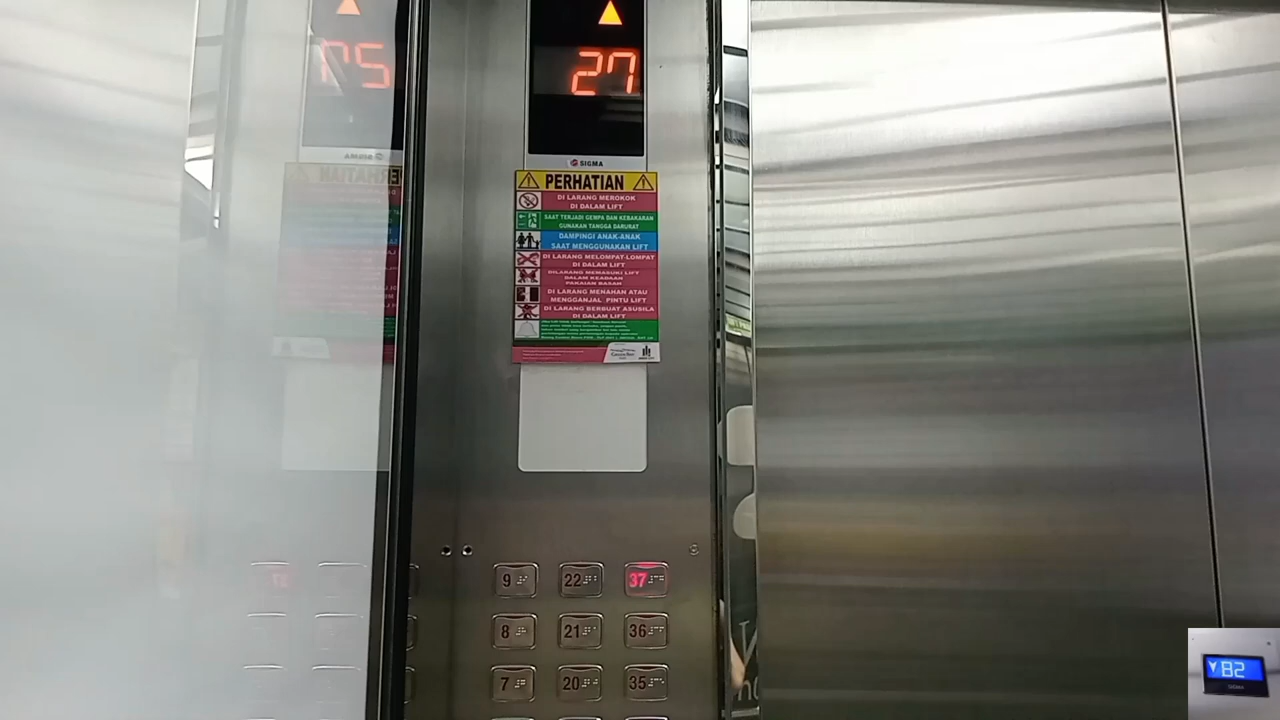 27
SIGMA
PERHATIAN
DI LARANG MEROKOK
DI DALAM LIFT
SAAT TERJADI GEMPA DAN KEBAKARAN
GUNAKAN TANGGA DARURAT
DAMPINGI ANAK-ANAK
SAAT MENGGUNAKAN LIFT
DI LARANG MELOMPAT-LOMPAT
DI DALAM LIFT
DILARANG MEMASUKI LIFT
DALAM KEADAAN
PAKAIAN BASAH
DI LARANG MENAHAN ATAU
MENGGANJAL PINTU LIFT
DI LARANG BERBUAT ASUSILA
DI DALAM LIFT
9 22 37
8 21 36
7 20 35
B2
SIGMA